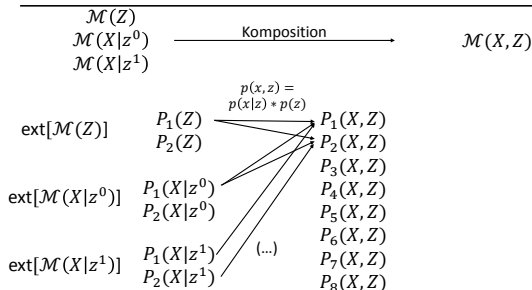 ℳ(Z)
ℳ(X|z⁰) Komposition ℳ(X, Z)
ℳ(X|z¹)
p(x, z) =
p(x|z) ∗ p(z)
ext[ℳ(Z)] P₁(Z) P₁(X, Z)
P₂(Z) P₂(X, Z)
P₃(X, Z)
ext[ℳ(X|z⁰)] P₁(X|z⁰) P₄(X, Z)
P₂(X|z⁰) P₅(X, Z)
P₆(X, Z)
ext[ℳ(X|z¹)] P₁(X|z¹) (...) P₇(X, Z)
P₂(X|z¹) P₈(X, Z)